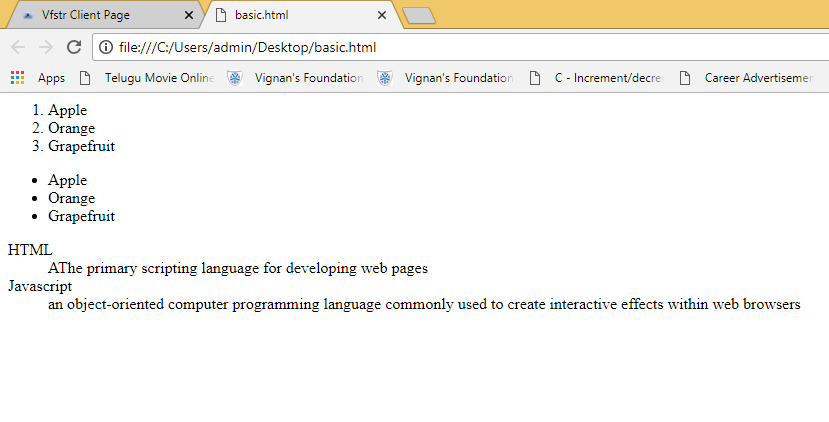 Vfstr Client Page
basic.html
file:///C:/Users/admin/Desktop/basic.html
Apps Telugu Movie Online Vignan's Foundation Vignan's Foundation C - Increment/decre Career Advertisemen
1. Apple
2. Orange
3. Grapefruit
• Apple
• Orange
• Grapefruit
HTML
AThe primary scripting language for developing web pages
Javascript
an object-oriented computer programming language commonly used to create interactive effects within web browsers